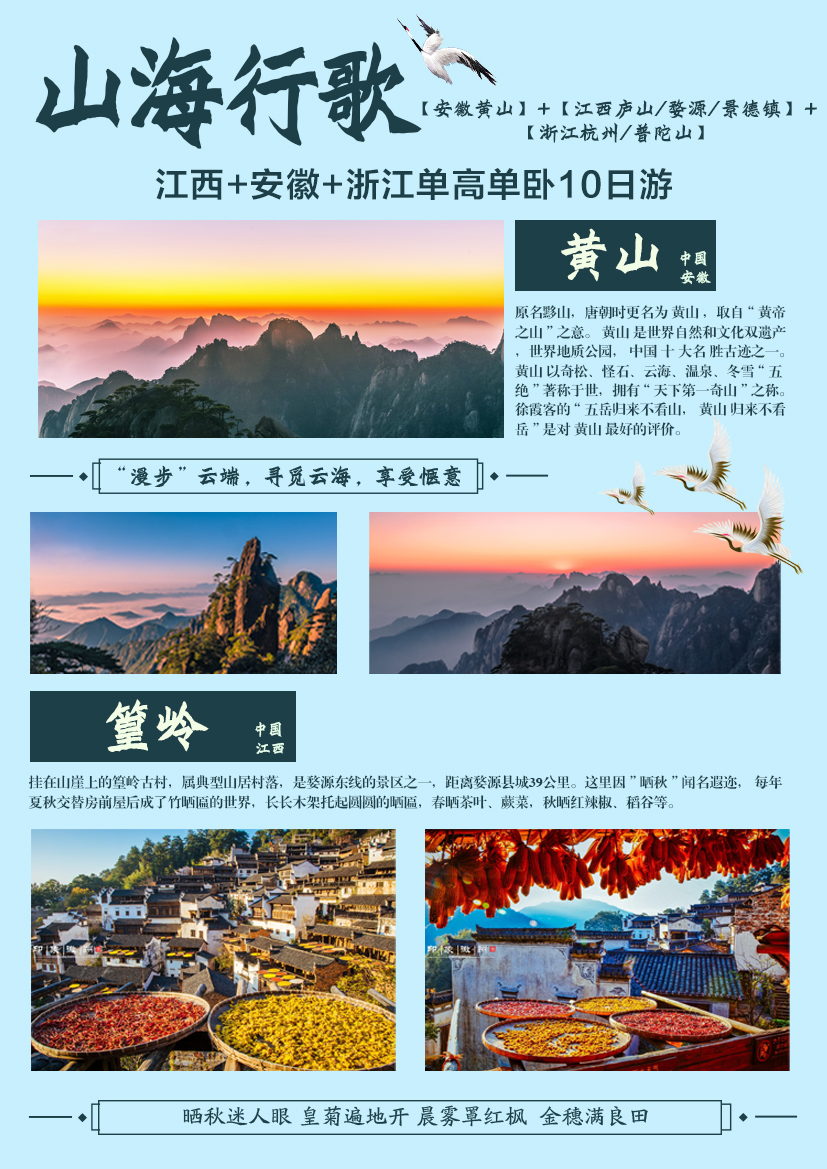 山海行歌
【安徽黄山】+【江西庐山/婺源/景德镇】+
【浙江杭州/普陀山】
江西+安徽+浙江单高单卧10日游
黄山
中国
安徽
原名黟山，唐朝时更名为 黄山 ，取自 “ 黄帝
之山 ” 之意。 黄山 是世界自然和文化双遗产
，世界地质公园， 中国 十 大名 胜古迹之一。
黄山 以奇松、怪石、云海、温泉、冬雪 “ 五
绝 ” 著称于世，拥有 “ 天下第一奇山 ” 之称。
徐霞客的 “ 五岳归来不看山， 黄山 归来不看
岳 ” 是对 黄山 最好的评价。
“漫步” 云端，寻觅云海，享受惬意
篁岭
中国
江西
挂在山崖上的篁岭古村，属典型山居村落，是婺源东线的景区之一，距离婺源县城39公里。这里因 ” 晒秋 ” 闻名遐迩， 每年
夏秋交替房前屋后成了竹晒匾的世界，长长木架托起圆圆的晒匾，春晒茶叶、蕨菜，秋晒红辣椒、稻谷等。
印|象|徽|州
印|象|徽|州
晒秋迷人眼 皇菊遍地开 晨雾罩红枫 金穗满良田